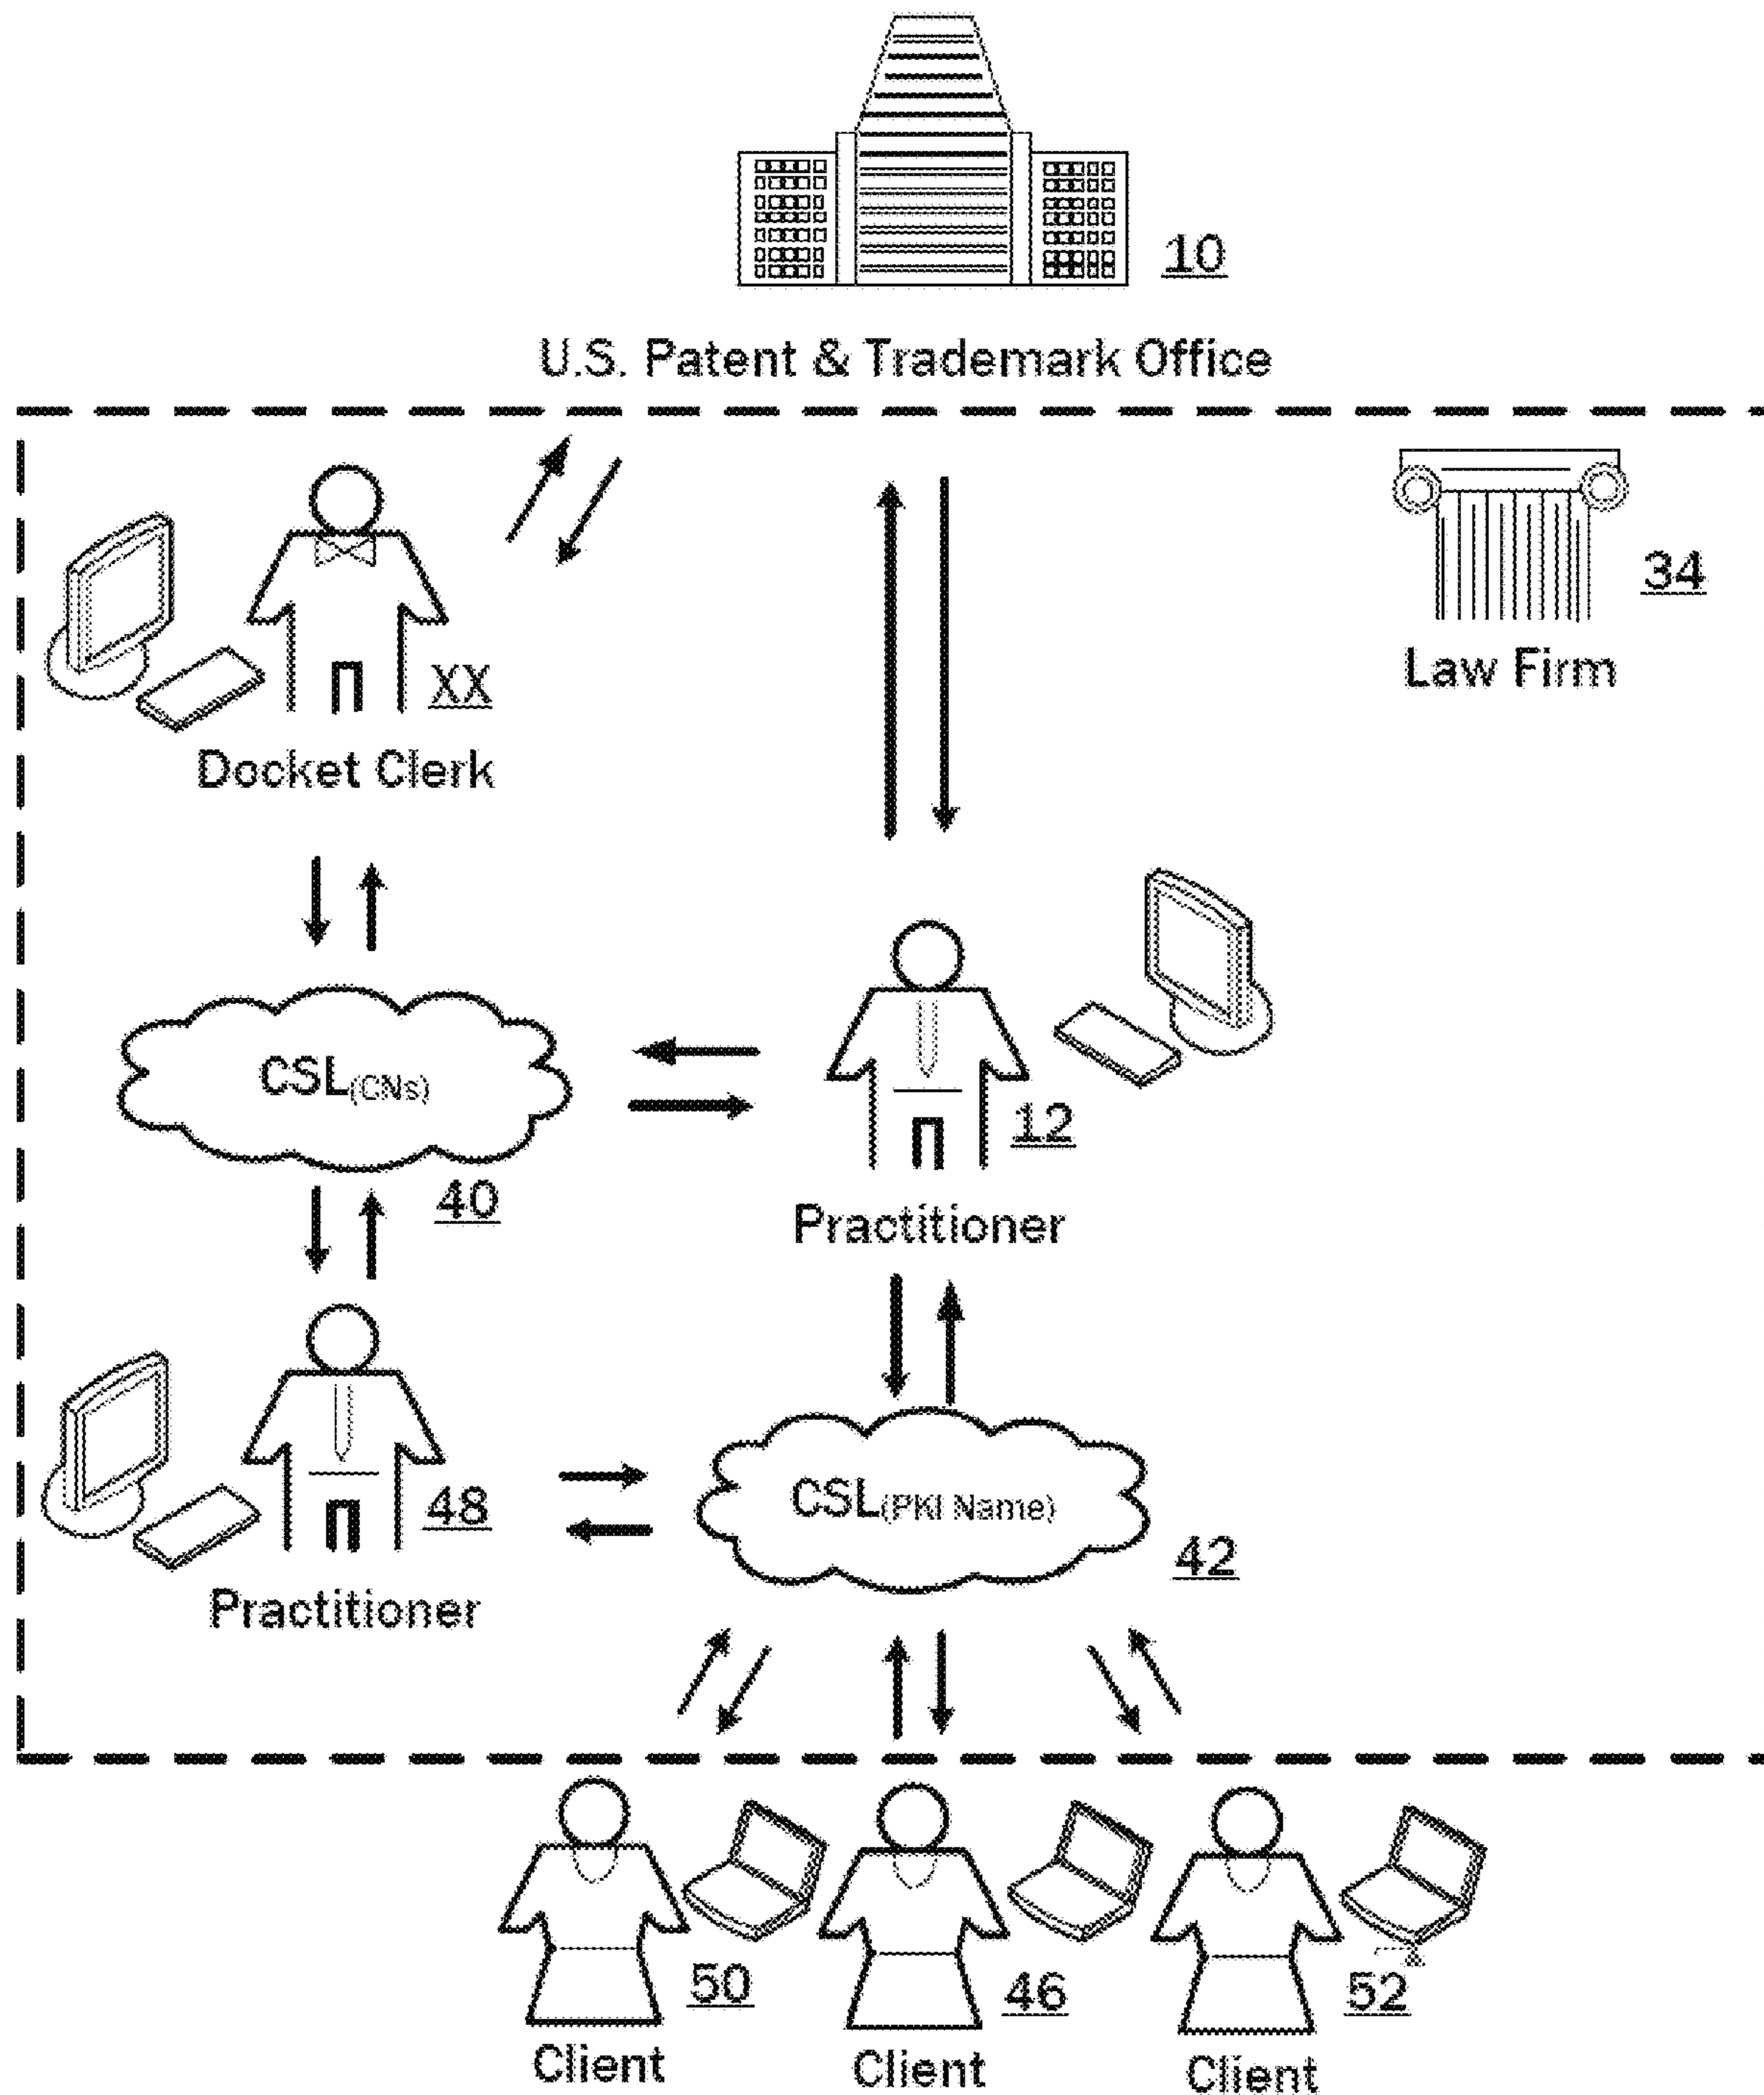 10
U.S. Patent & Trademark Office
34
Law Firm
XX
Docket Clerk
CSL(CNs)
12
40
Practitioner
CSL(PKI Name)
48
42
Practitioner
50
46
52
Client
Client
Client